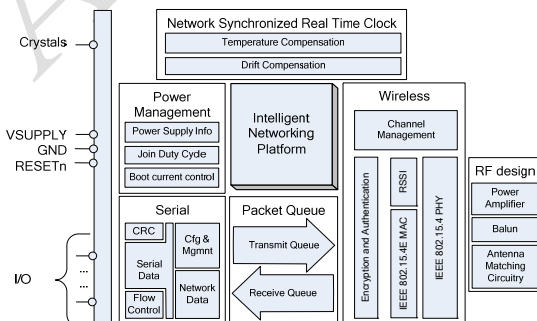 Network Synchronized Real Time Clock
Temperature Compensation
Drift Compensation
Crystals
VSUPPLY
GND
RESETn
I/O
...
...
Power
Management
Power Supply Info
Join Duty Cycle
Boot current control
Intelligent
Networking
Platform
Wireless
Channel
Management
Encryption and Authentication
RSSI
IEEE 802.15.4E MAC
IEEE 802.15.4 PHY
RF design
Power
Amplifier
Balun
Antenna
Matching
Circuitry
Serial
CRC
Serial
Data
Flow
Control
Cfg &
Mgmnt
Network
Data
Packet Queue
Transmit Queue
Receive Queue